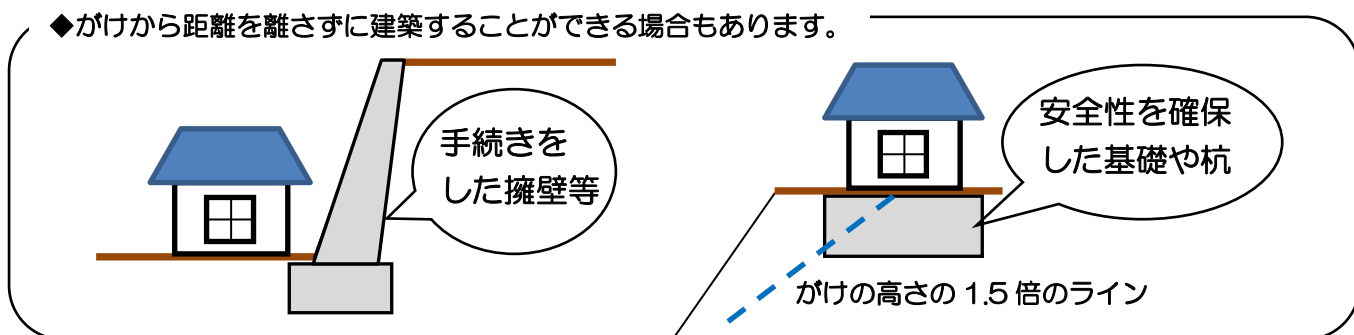 ◆がけから距離を離さずに建築することができる場合もあります。
手続きを
した擁壁等
安全性を確保
した基礎や杭
がけの高さの 1.5 倍のライン